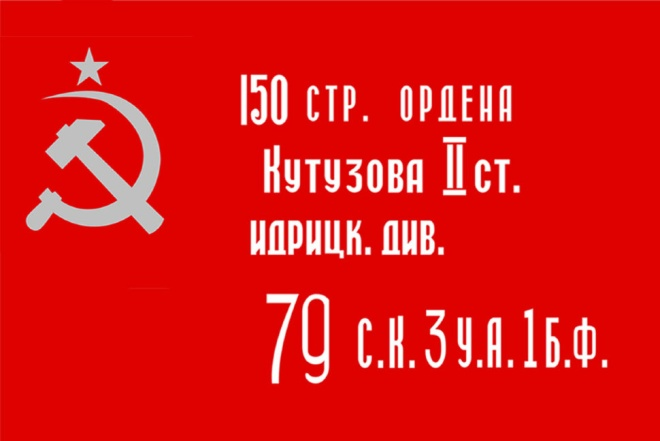 150 СТР. ОРДЕНА
КУТУЗОВА II СТ.
ИДРИЦК. ДИВ.
79 С.К. 3 У.А. 1 Б.Ф.